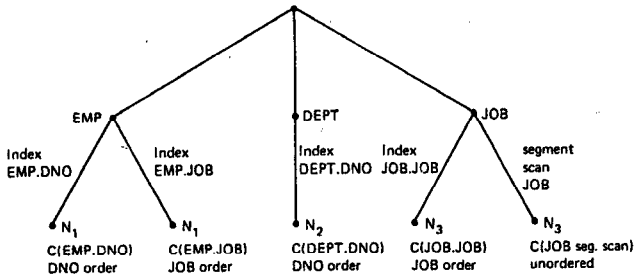 EMP
DEPT
JOB
Index
EMP.DNO
Index
EMP.JOB
Index
DEPT.DNO
Index
JOB.JOB
segment
scan
JOB
N1
C(EMP.DNO)
DNO order
N1
C(EMP.JOB)
JOB order
N2
C(DEPT.DNO)
DNO order
N3
C(JOB.JOB)
JOB order
N3
C(JOB seg. scan)
unordered